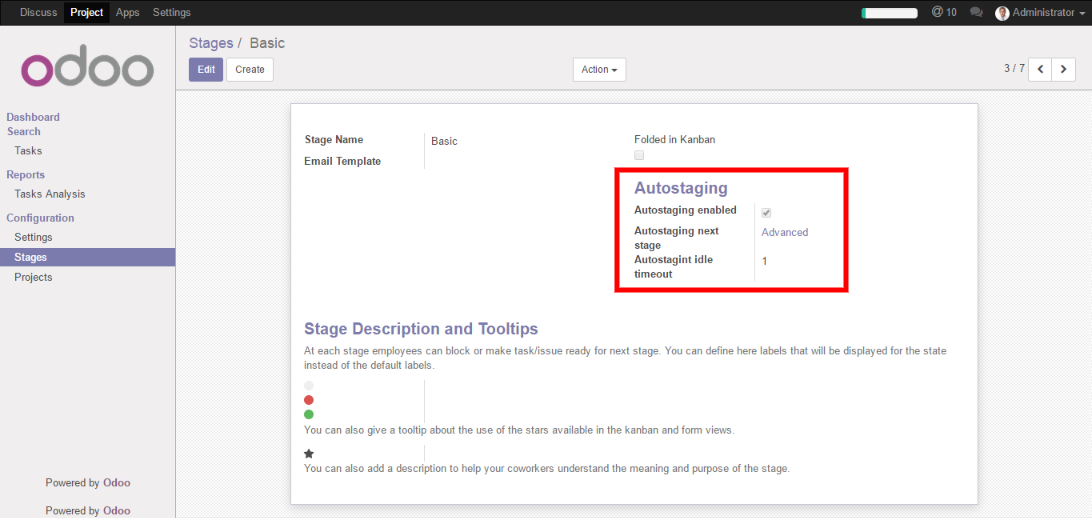 Discuss Project Apps Settings
@ 10 Administrator
odoo
Stages / Basic
Edit Create Action 3 / 7
Dashboard
Search
Tasks
Reports
Tasks Analysis
Configuration
Settings
Stages
Projects
Stage Name Basic
Email Template
Folded in Kanban
Autostaging
Autostaging enabled
Autostaging next
stage
Advanced
Autostagint idle
timeout
1
Stage Description and Tooltips
At each stage employees can block or make task/issue ready for next stage. You can define here labels that will be displayed for the state
instead of the default labels.
You can also give a tooltip about the use of the stars available in the kanban and form views.
You can also add a description to help your coworkers understand the meaning and purpose of the stage.
Powered by Odoo
Powered by Odoo